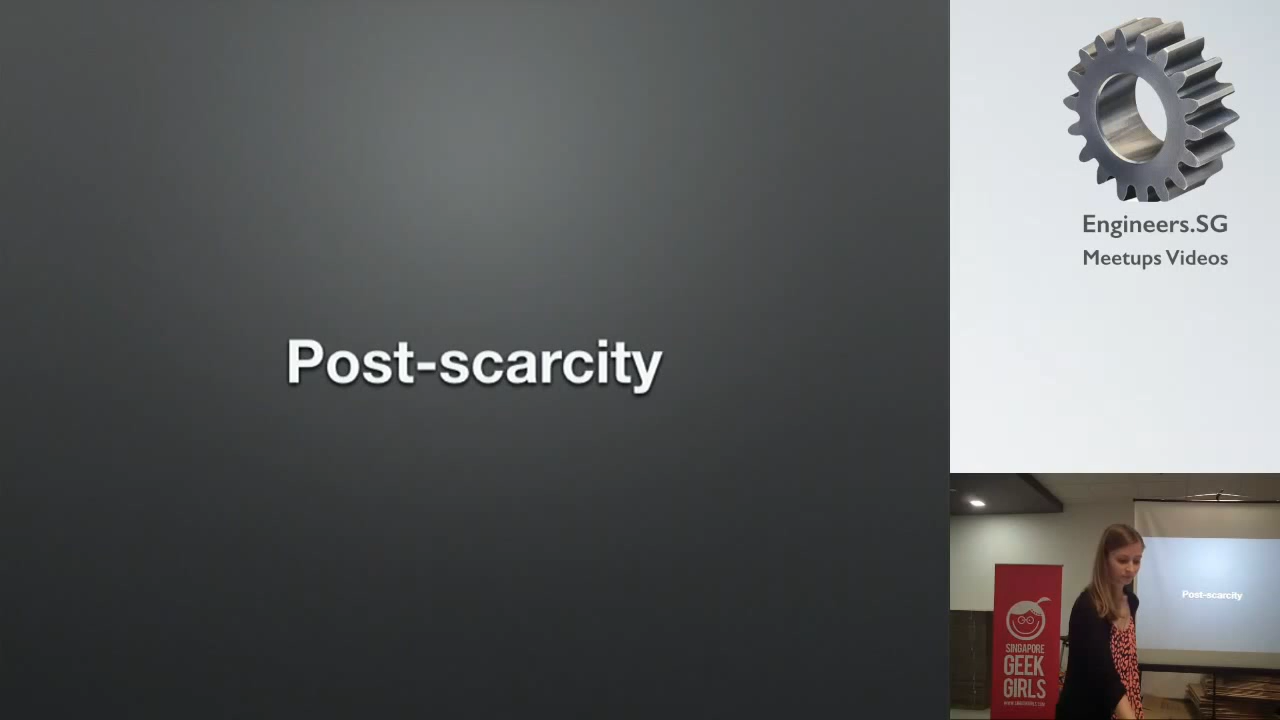 Post-scarcity
Engineers.SG
Meetups Videos
Post-scarcity
SINGAPORE
GEEK
GIRLS